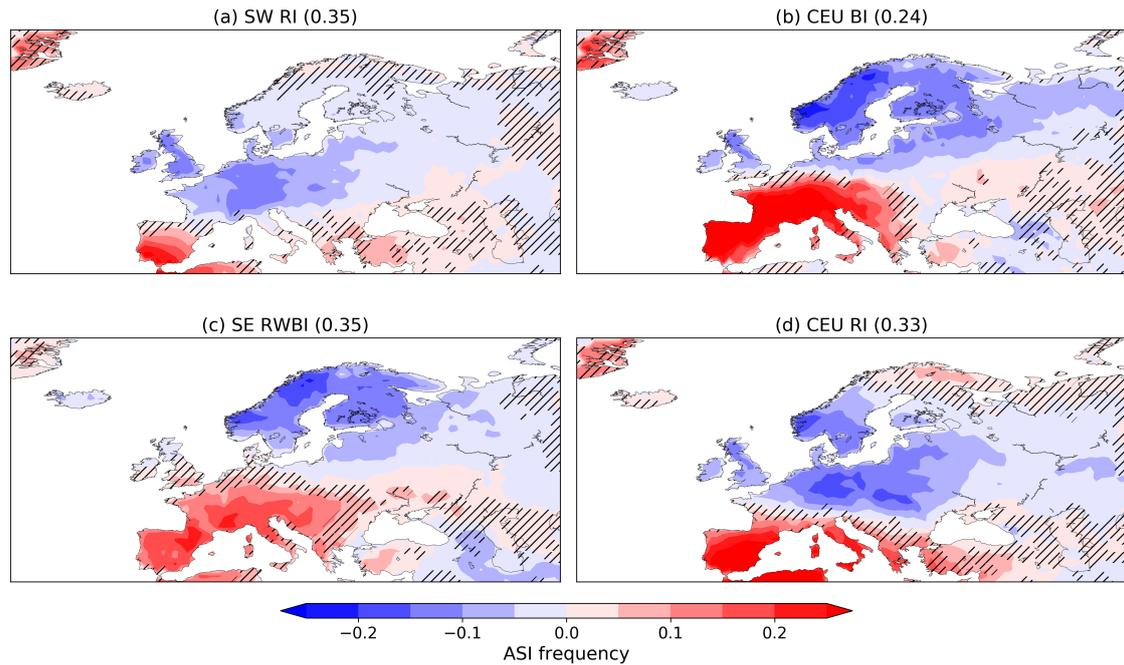 (a) SW RI (0.35)
(b) CEU BI (0.24)
(c) SE RWBI (0.35)
(d) CEU RI (0.33)
−0.2 −0.1 0.0 0.1 0.2
ASI frequency